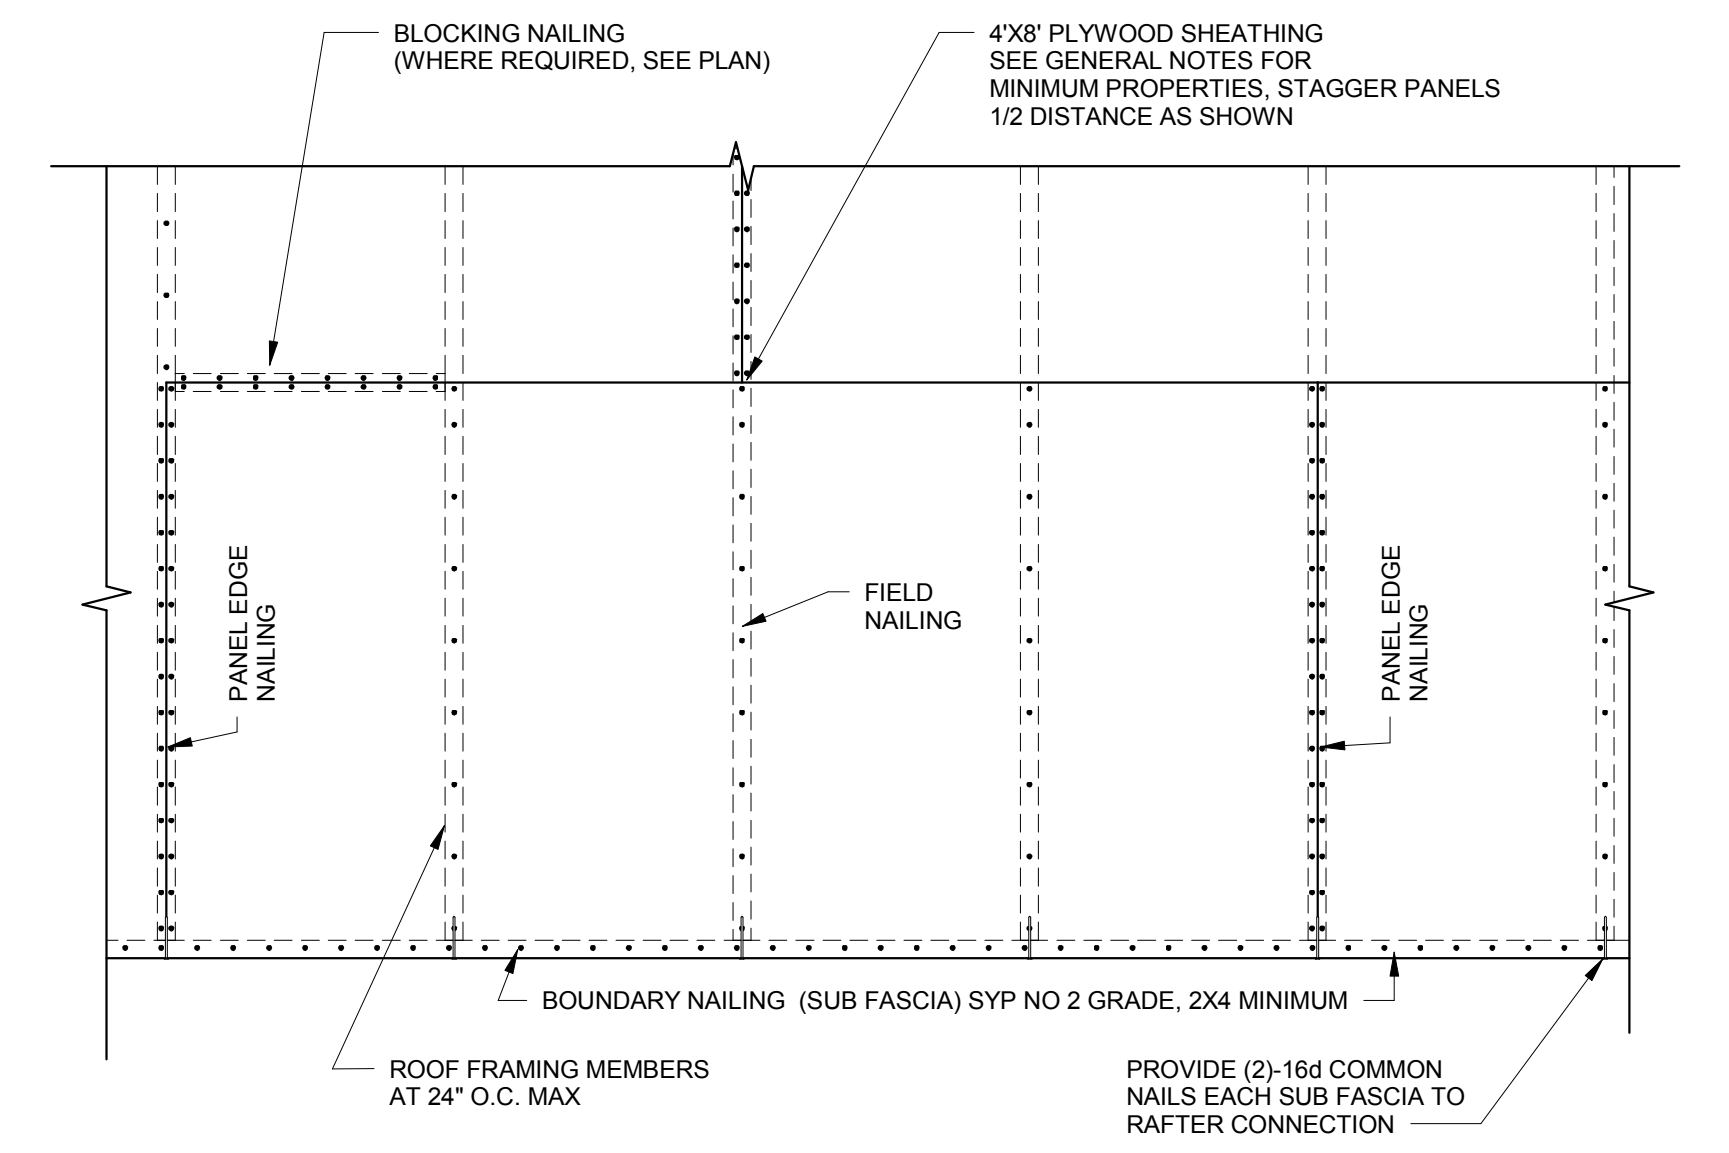 BLOCKING NAILING
(WHERE REQUIRED, SEE PLAN)
4'X8' PLYWOOD SHEATHING
SEE GENERAL NOTES FOR
MINIMUM PROPERTIES, STAGGER PANELS
1/2 DISTANCE AS SHOWN
PANEL EDGE
NAILING
FIELD
NAILING
PANEL EDGE
NAILING
BOUNDARY NAILING (SUB FASCIA) SYP NO 2 GRADE, 2X4 MINIMUM
ROOF FRAMING MEMBERS
AT 24" O.C. MAX
PROVIDE (2)-16d COMMON
NAILS EACH SUB FASCIA TO
RAFTER CONNECTION